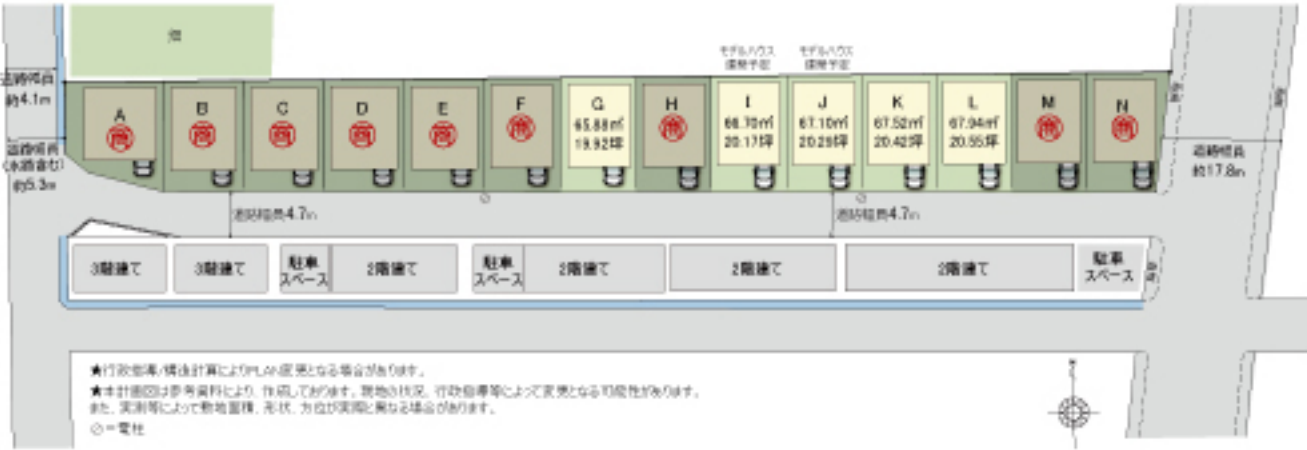 畑
モデルハウス
建築予定
モデルハウス
建築予定
道路幅員
約4.1m
道路幅員
(水路含む)
約5.3m
A
B
C
D
E
F
G
65.88㎡
19.92坪
H
I
66.70㎡
20.17坪
J
67.10㎡
20.29坪
K
67.52㎡
20.42坪
L
67.94㎡
20.55坪
M
N
歩道
歩道
道路幅員
約17.8m
道路幅員4.7m
道路幅員4.7m
3階建て
3階建て
駐車
スペース
2階建て
駐車
スペース
2階建て
2階建て
2階建て
駐車
スペース
歩道
★行政指導/構造計算によりPLAN変更となる場合があります。
★本計画図は参考資料により、作成しております。現地の状況、行政指導等によって変更となる可能性があります。
また、実測等によって敷地面積、形状、方位が実際と異なる場合があります。
⊘=電柱